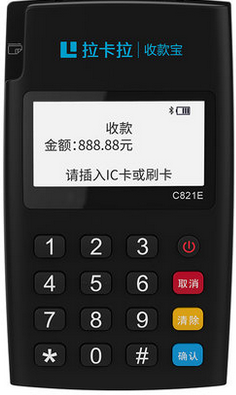 拉卡拉|收款宝
收款
金额:888.88元
请插入IC卡或刷卡
C821E
1 2 3
4 5 6 取消
7 8 9 清除
* 0 # 确认